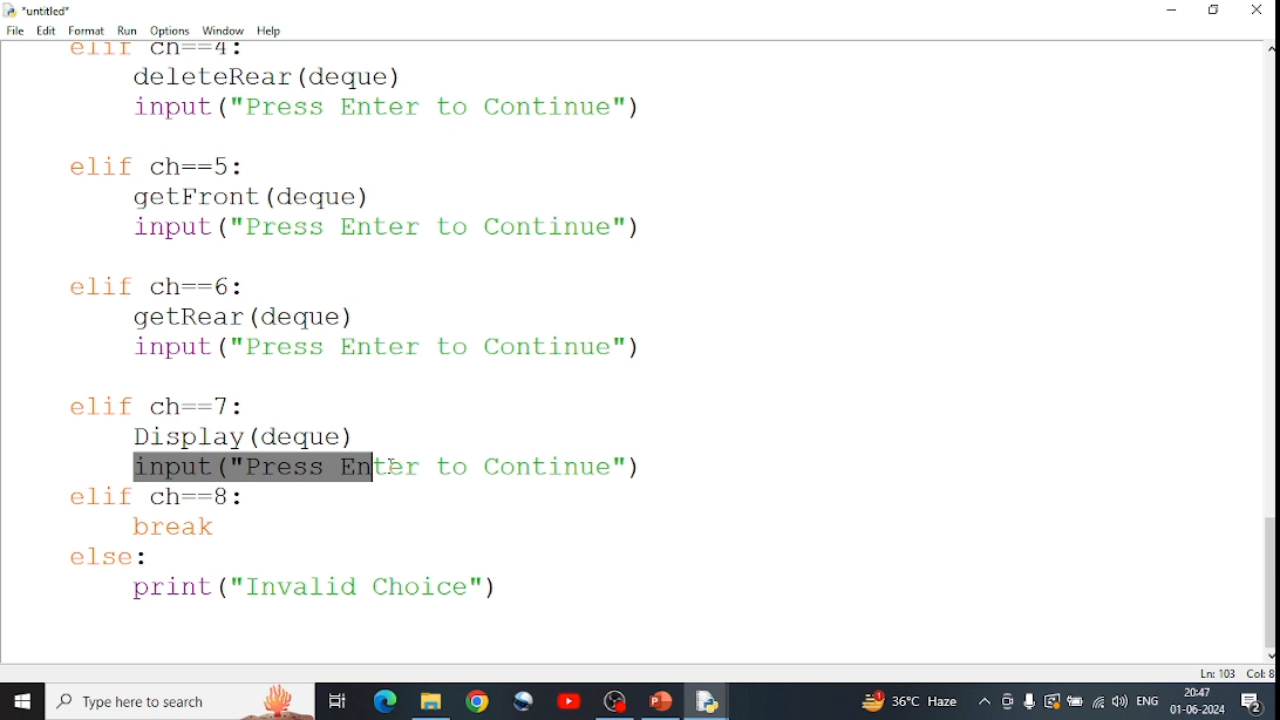 *untitled*
File Edit Format Run Options Window Help
elif ch==4:
deleteRear(deque)
input("Press Enter to Continue")
elif ch==5:
getFront(deque)
input("Press Enter to Continue")
elif ch==6:
getRear(deque)
input("Press Enter to Continue")
elif ch==7:
Display(deque)
input("Press Enter to Continue")
elif ch==8:
break
else:
print("Invalid Choice")
Ln: 103 Col: 8
Type here to search
1
36°C Haze
ENG
20:47
01-06-2024
2